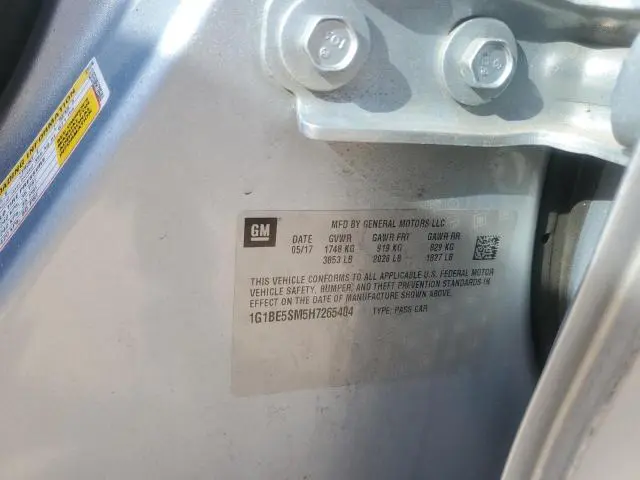 LOADING INFORMATION
GM
MFD BY GENERAL MOTORS LLC
DATE GVWR GAWR FRT GAWR RR
05/17 1748 KG 919 KG 829 KG
3853 LB 2026 LB 1827 LB
THIS VEHICLE CONFORMS TO ALL APPLICABLE U.S. FEDERAL MOTOR
VEHICLE SAFETY, BUMPER, AND THEFT PREVENTION STANDARDS IN
EFFECT ON THE DATE OF MANUFACTURE SHOWN ABOVE.
1G1BE5SM5H7265404 TYPE: PASS CAR